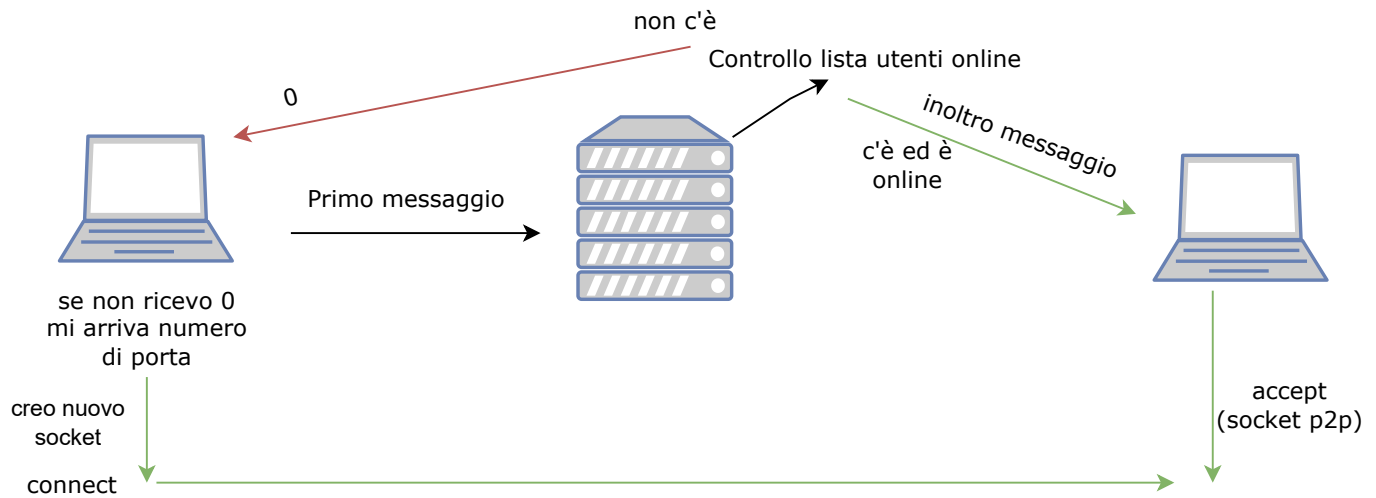 non c'è
Controllo lista utenti online
0
inoltro messaggio
c'è ed è
online
Primo messaggio
se non ricevo 0
mi arriva numero
di porta
creo nuovo
socket
accept
(socket p2p)
connect